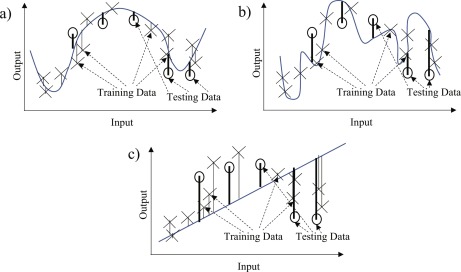 a)
Output
Training Data
Testing Data
Input
b)
Output
Training Data
Testing Data
Input
c)
Output
Training Data
Testing Data
Input